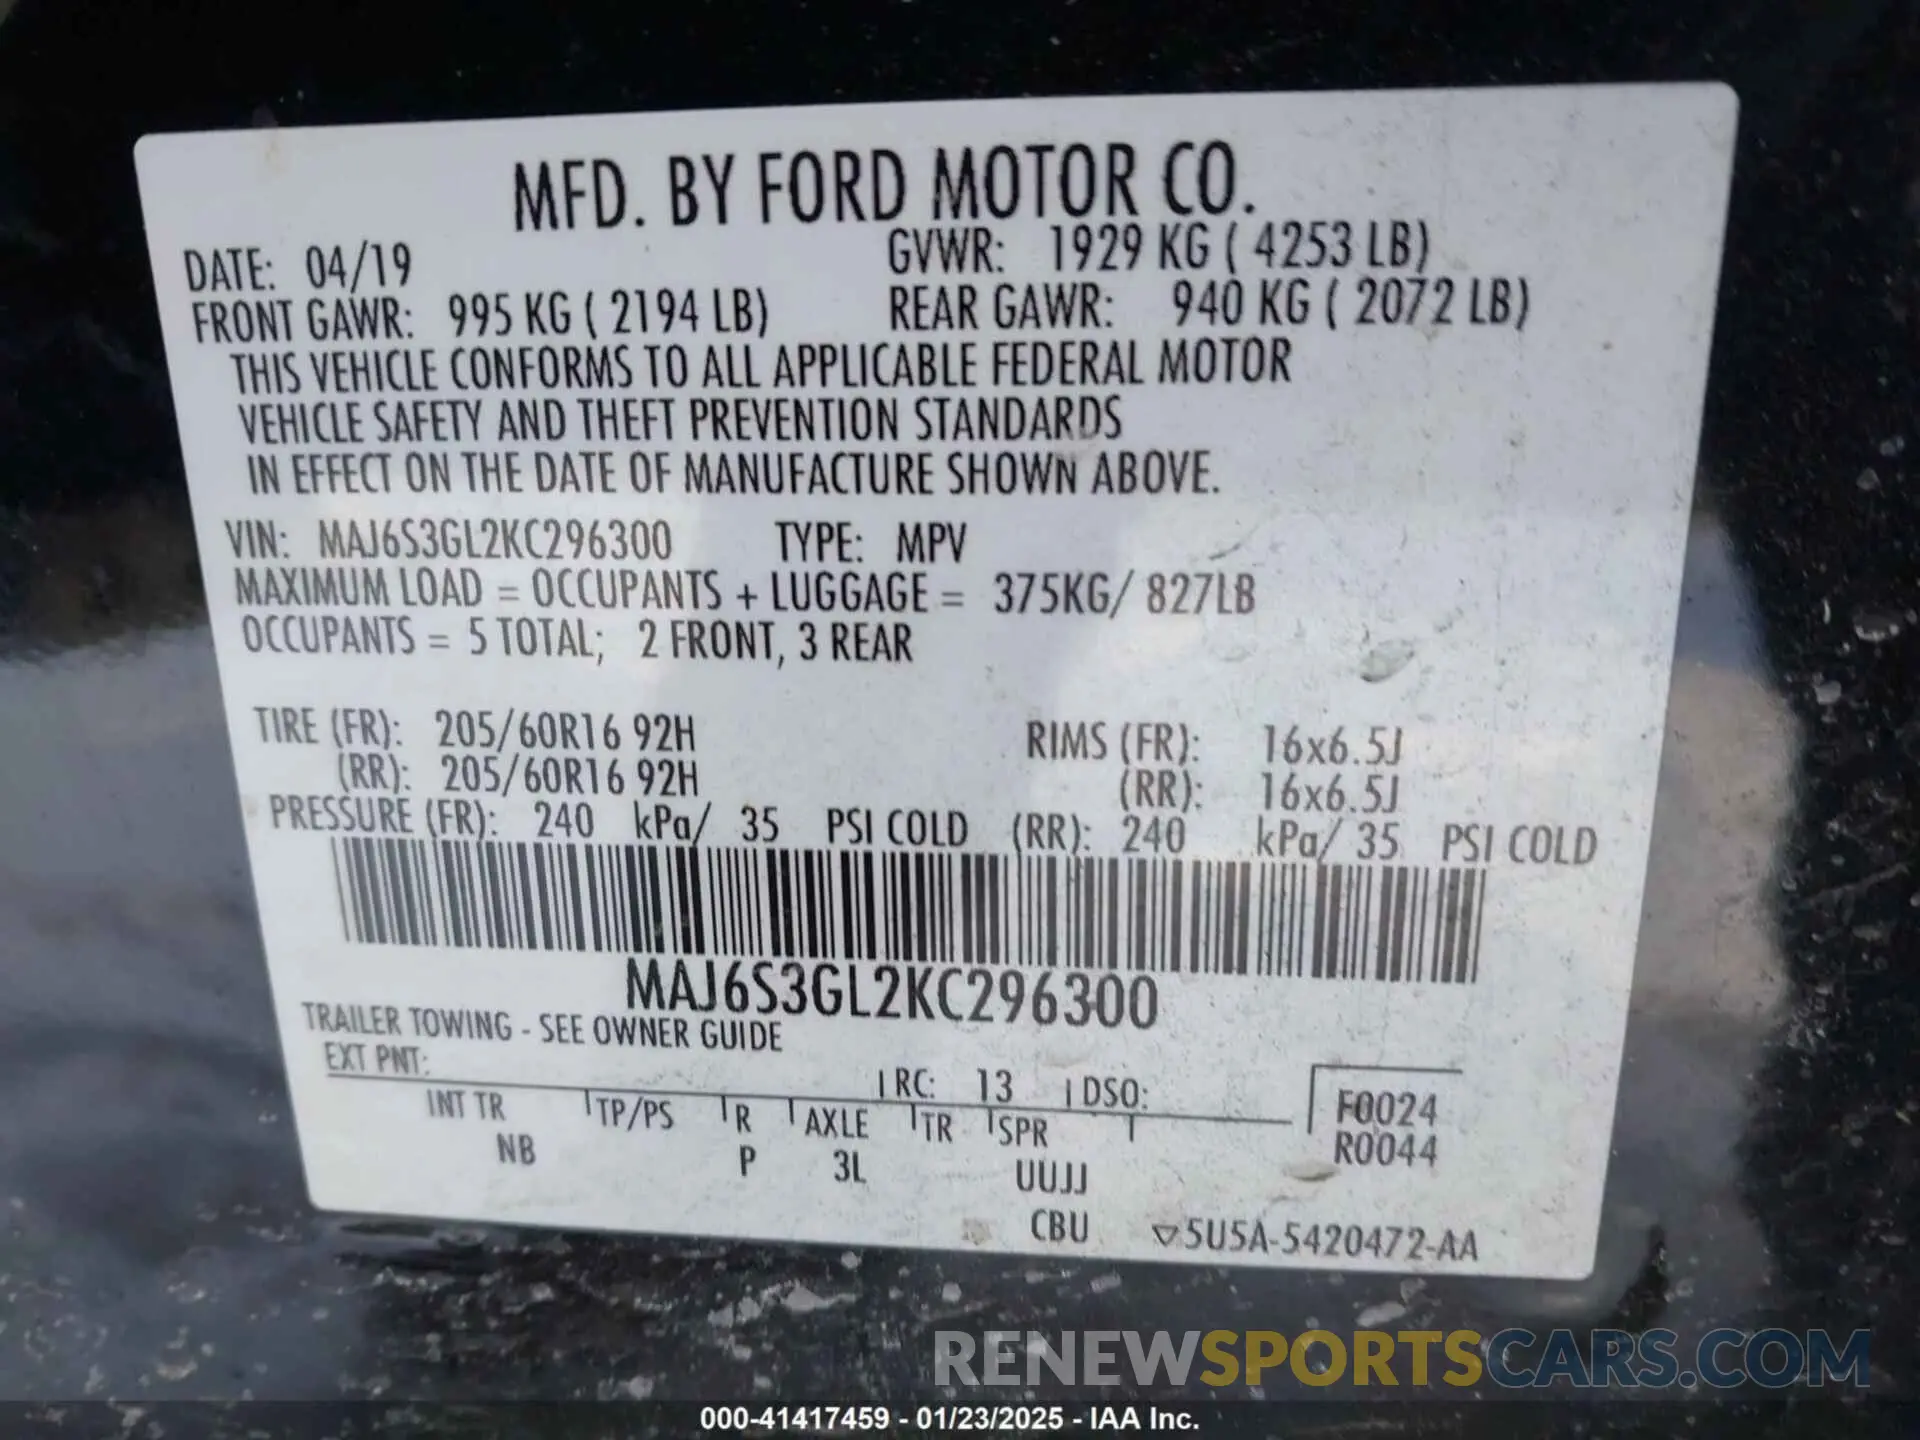 MFD. BY FORD MOTOR CO.
DATE: 04/19 GVWR: 1929 KG ( 4253 LB)
FRONT GAWR: 995 KG ( 2194 LB) REAR GAWR: 940 KG ( 2072 LB)
THIS VEHICLE CONFORMS TO ALL APPLICABLE FEDERAL MOTOR
VEHICLE SAFETY AND THEFT PREVENTION STANDARDS
IN EFFECT ON THE DATE OF MANUFACTURE SHOWN ABOVE.
VIN: MAJ6S3GL2KC296300 TYPE: MPV
MAXIMUM LOAD = OCCUPANTS + LUGGAGE = 375KG/ 827LB
OCCUPANTS = 5 TOTAL; 2 FRONT, 3 REAR
TIRE (FR): 205/60R16 92H RIMS (FR): 16x6.5J
(RR): 205/60R16 92H (RR): 16x6.5J
PRESSURE (FR): 240 kPa/ 35 PSI COLD (RR): 240 kPa/ 35 PSI COLD
MAJ6S3GL2KC296300
TRAILER TOWING - SEE OWNER GUIDE
EXT PNT: RC: 13 DSO:
INT TR TP/PS R AXLE TR SPR F0024
NB P 3L UUJJ R0044
CBU 5U5A-5420472-AA
RENEWSPORTSCARS.COM
000-41417459 - 01/23/2025 - IAA Inc.